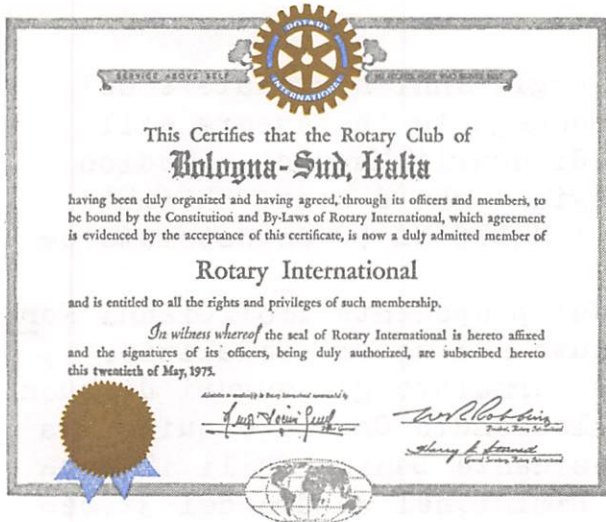 ROTARY
INTERNATIONAL
SERVICE ABOVE SELF
This Certifies that the Rotary Club of
Bologna-Sud, Italia
having been duly organized and having agreed, through its officers and members, to
be bound by the Constitution and By-Laws of Rotary International, which agreement
is evidenced by the acceptance of this certificate, is now a duly admitted member of
Rotary International
and is entitled to all the rights and privileges of such membership.
In witness whereof the seal of Rotary International is hereto affixed
and the signatures of its officers, being duly authorized, are subscribed hereto
this twentieth of May, 1975.
President, Rotary International